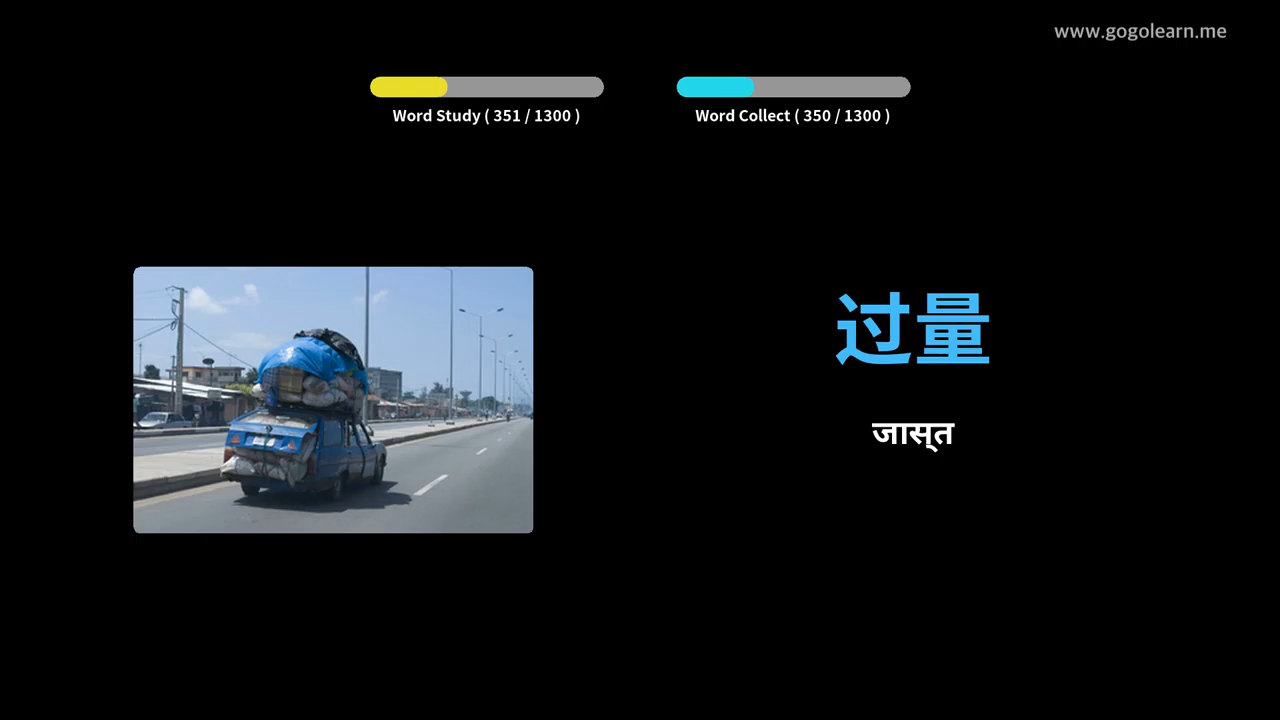 www.gogolearn.me
Word Study ( 351 / 1300 )
Word Collect ( 350 / 1300 )
过量
जास्त